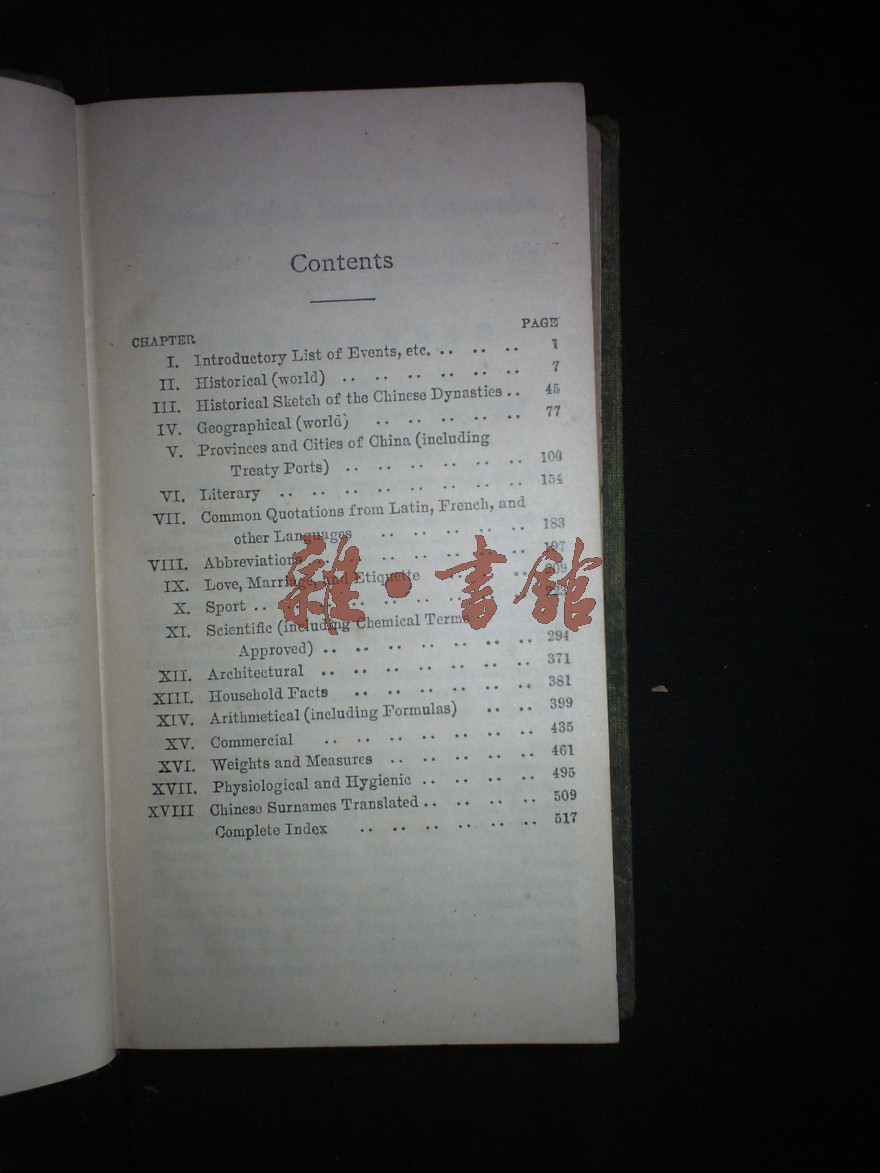 Contents
CHAPTER PAGE
I. Introductory List of Events, etc. .. .. .. 1
II. Historical (world) .. .. .. .. .. .. 7
III. Historical Sketch of the Chinese Dynasties .. 45
IV. Geographical (world) .. .. .. .. .. 77
V. Provinces and Cities of China (including
Treaty Ports) .. .. .. .. .. .. 100
VI. Literary .. .. .. .. .. .. .. .. 154
VII. Common Quotations from Latin, French, and
other Languages .. .. .. .. .. 183
VIII. Abbreviations .. .. .. .. .. .. .. 197
IX. Love, Marriage, and Etiquette .. .. .. 209
X. Sport .. .. .. .. .. .. .. ..
XI. Scientific (including Chemical Terms
Approved) .. .. .. .. .. .. .. 294
XII. Architectural .. .. .. .. .. .. .. 371
XIII. Household Facts .. .. .. .. .. .. 381
XIV. Arithmetical (including Formulas) .. .. 399
XV. Commercial .. .. .. .. .. .. .. 435
XVI. Weights and Measures .. .. .. .. .. 461
XVII. Physiological and Hygienic .. .. .. .. 495
XVIII Chinese Surnames Translated .. .. .. .. 509
Complete Index .. .. .. .. .. .. 517
雜·書館